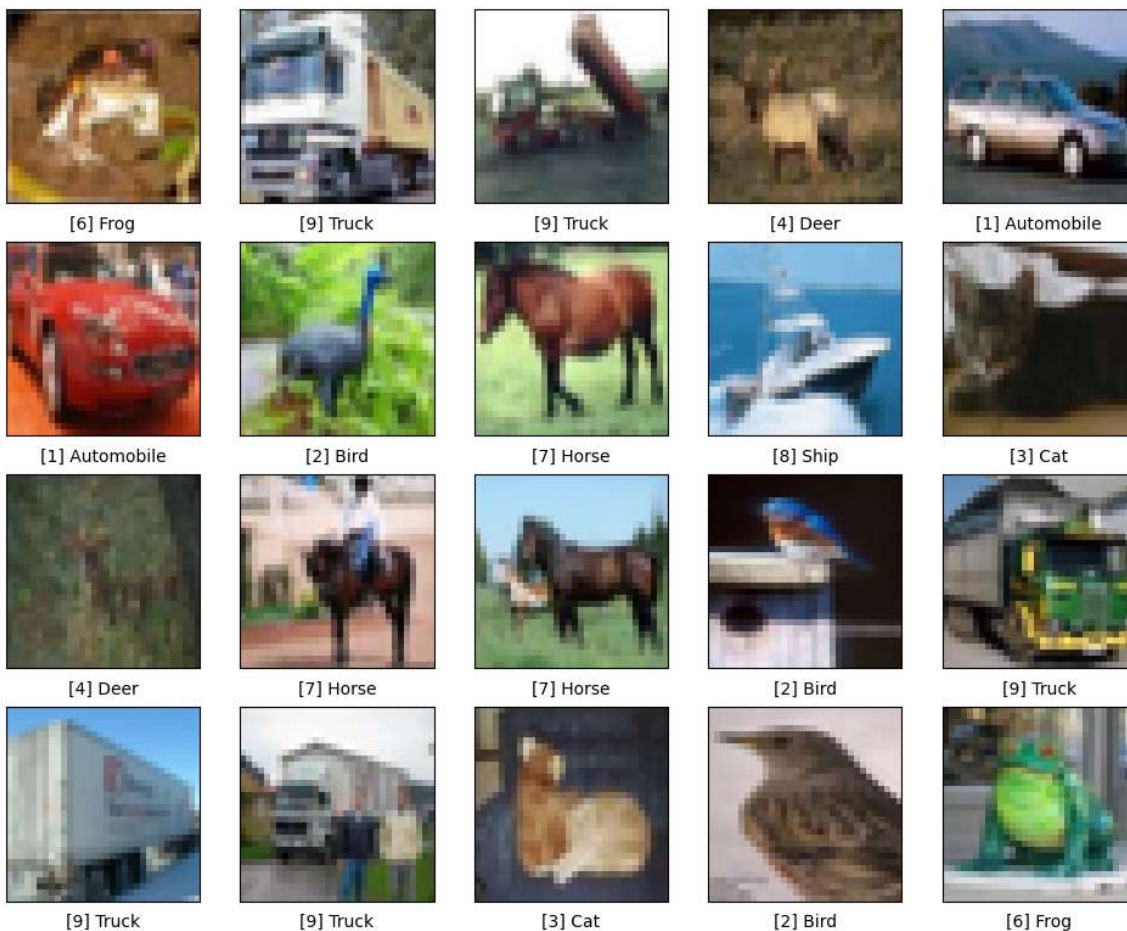 [6] Frog
[9] Truck
[9] Truck
[4] Deer
[1] Automobile
[1] Automobile
[2] Bird
[7] Horse
[8] Ship
[3] Cat
[4] Deer
[7] Horse
[7] Horse
[2] Bird
[9] Truck
[9] Truck
[9] Truck
[3] Cat
[2] Bird
[6] Frog